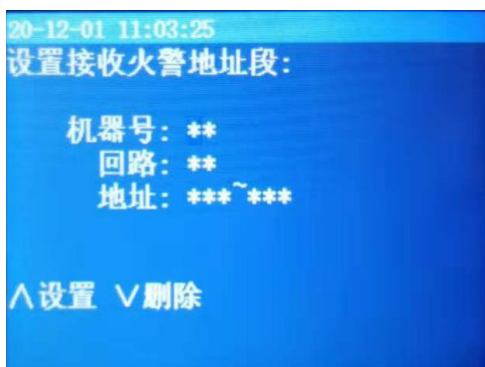 20-12-01 11:03:25
设置接收火警地址段:
机器号: **
回路: **
地址: ***~***
∧设置 ∨删除